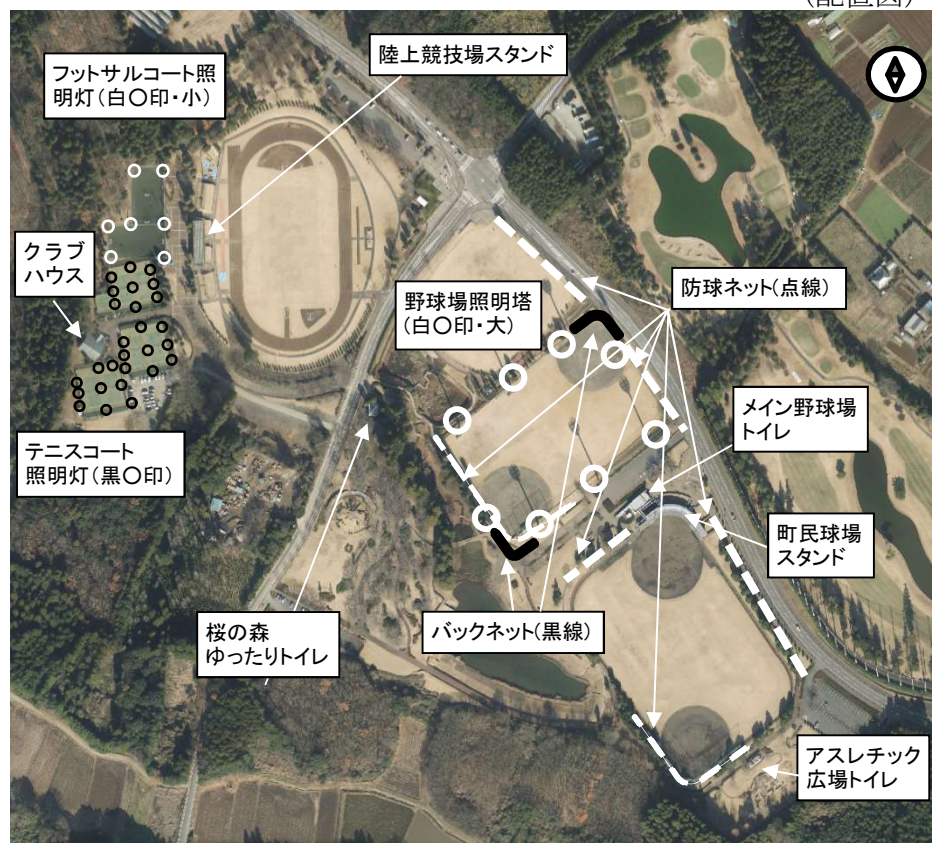 (配置図)
陸上競技場スタンド
フットサルコート照
明灯(白〇印・小)
クラブ
ハウス
防球ネット(点線)
野球場照明塔
(白〇印・大)
メイン野球場
トイレ
テニスコート
照明灯(黒〇印)
町民球場
スタンド
桜の森
ゆったりトイレ
バックネット(黒線)
アスレチック
広場トイレ